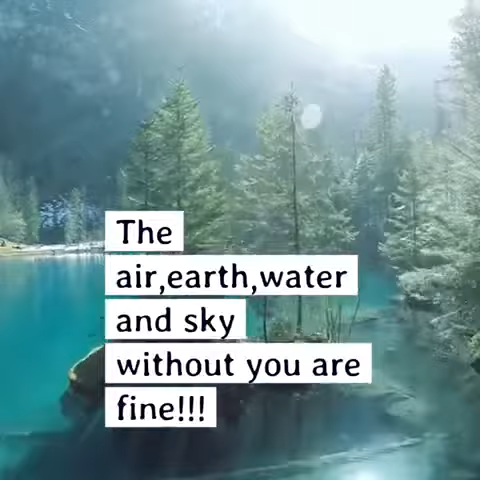 The
air,earth,water
and sky
without you are
fine!!!